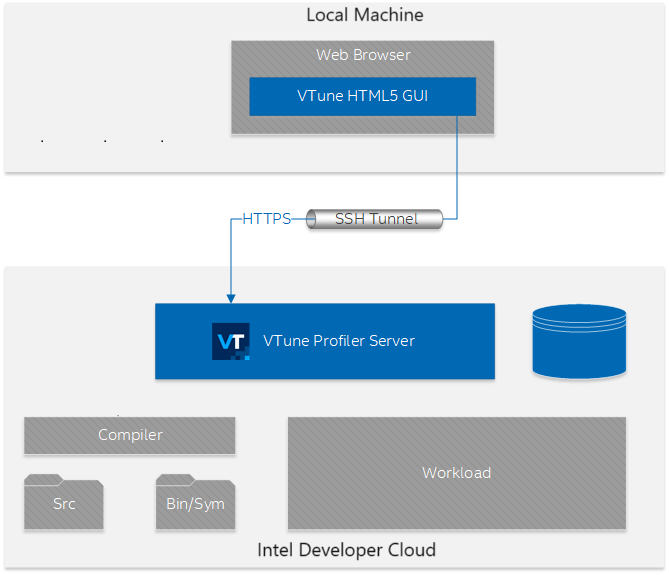 Local Machine
Web Browser
VTune HTML5 GUI
HTTPS
SSH Tunnel
VT
VTune Profiler Server
Compiler
Workload
Src
Bin/Sym
Intel Developer Cloud